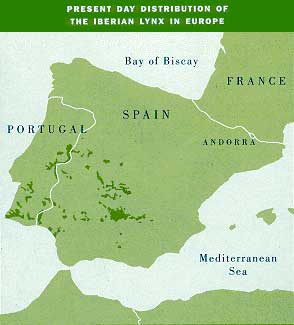 PRESENT DAY DISTRIBUTION OF
THE IBERIAN LYNX IN EUROPE
Bay of Biscay
FRANCE
SPAIN
PORTUGAL
ANDORRA
Mediterranean
Sea